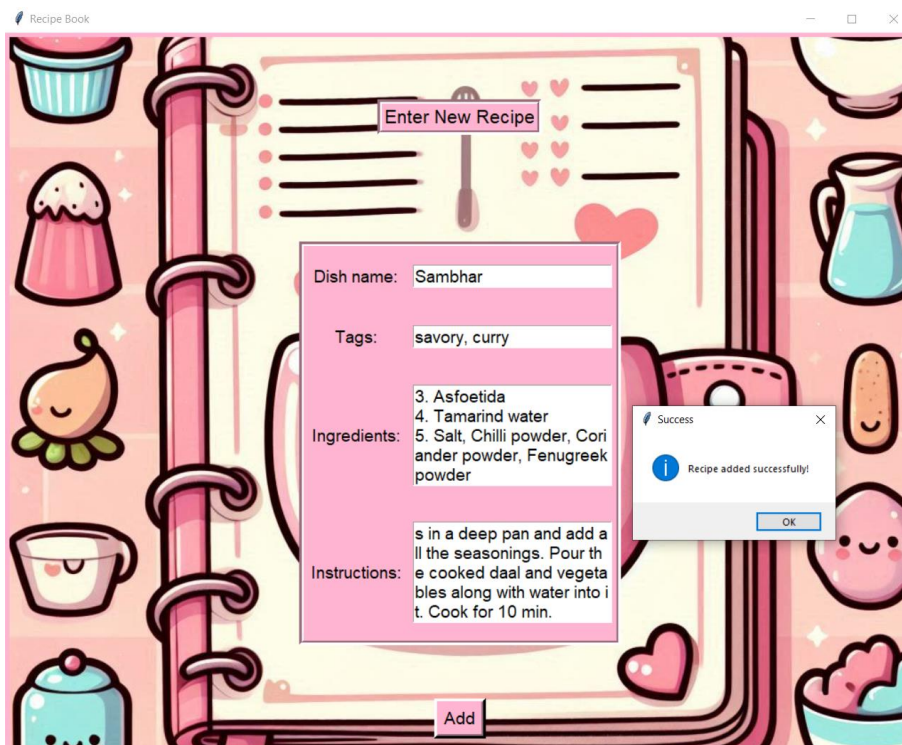 Recipe Book
Enter New Recipe
Dish name: Sambhar
Tags: savory, curry
Ingredients:
3. Asfoetida
4. Tamarind water
5. Salt, Chilli powder, Cori
ander powder, Fenugreek
powder
Success
Recipe added successfully!
OK
Instructions:
s in a deep pan and add a
ll the seasonings. Pour th
e cooked daal and vegeta
bles along with water into i
t. Cook for 10 min.
Add